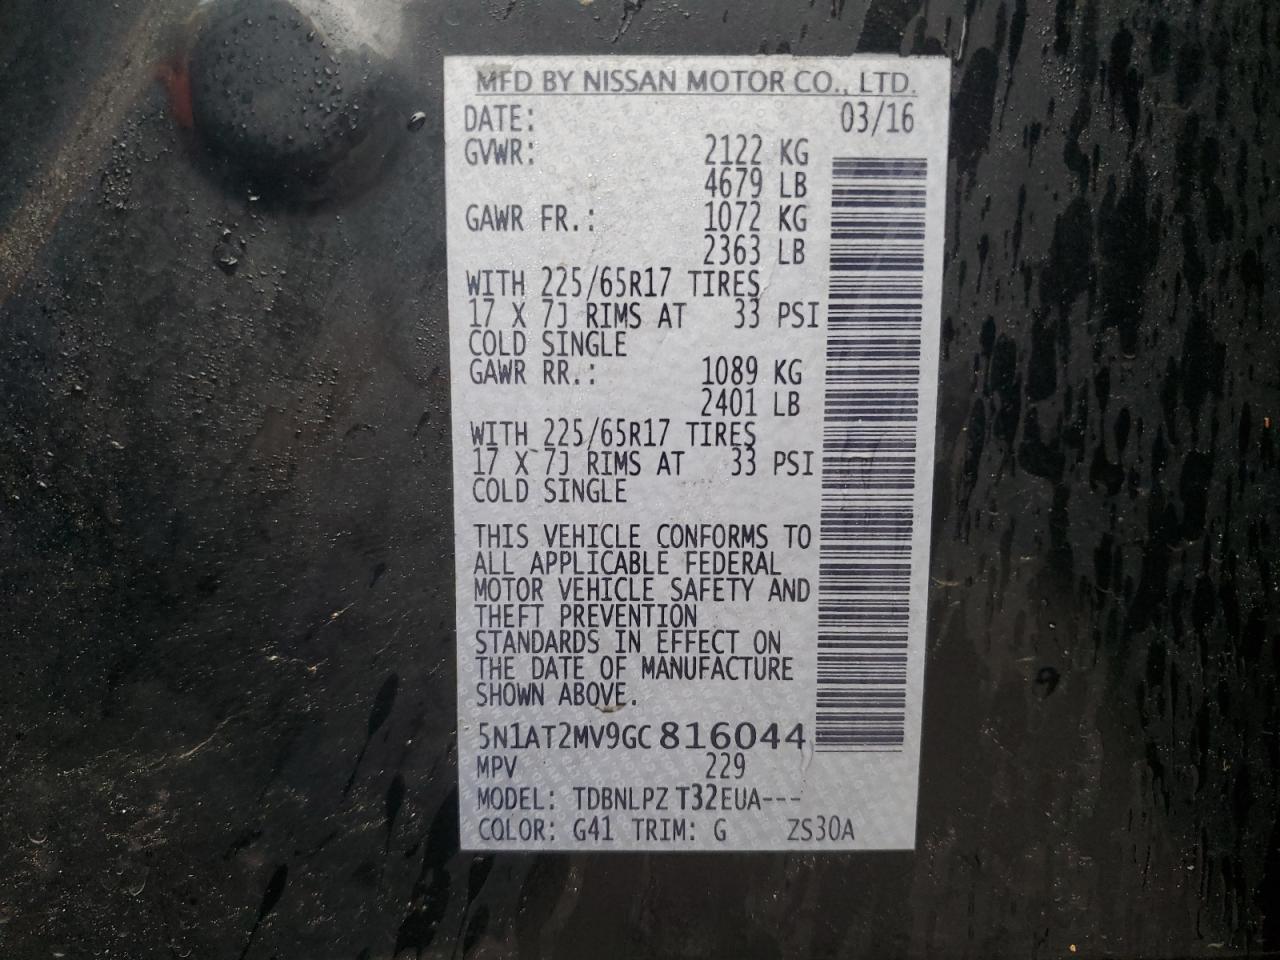 MFD BY NISSAN MOTOR CO., LTD.
DATE: 03/16
GVWR: 2122 KG
4679 LB
GAWR FR.: 1072 KG
2363 LB
WITH 225/65R17 TIRES
17 X 7J RIMS AT 33 PSI
COLD SINGLE
GAWR RR.: 1089 KG
2401 LB
WITH 225/65R17 TIRES
17 X 7J RIMS AT 33 PSI
COLD SINGLE
THIS VEHICLE CONFORMS TO
ALL APPLICABLE FEDERAL
MOTOR VEHICLE SAFETY AND
THEFT PREVENTION
STANDARDS IN EFFECT ON
THE DATE OF MANUFACTURE
SHOWN ABOVE.
5N1AT2MV9GC816044
MPV 229
MODEL: TDBNLPZ T32EUA---
COLOR: G41 TRIM: G ZS30A